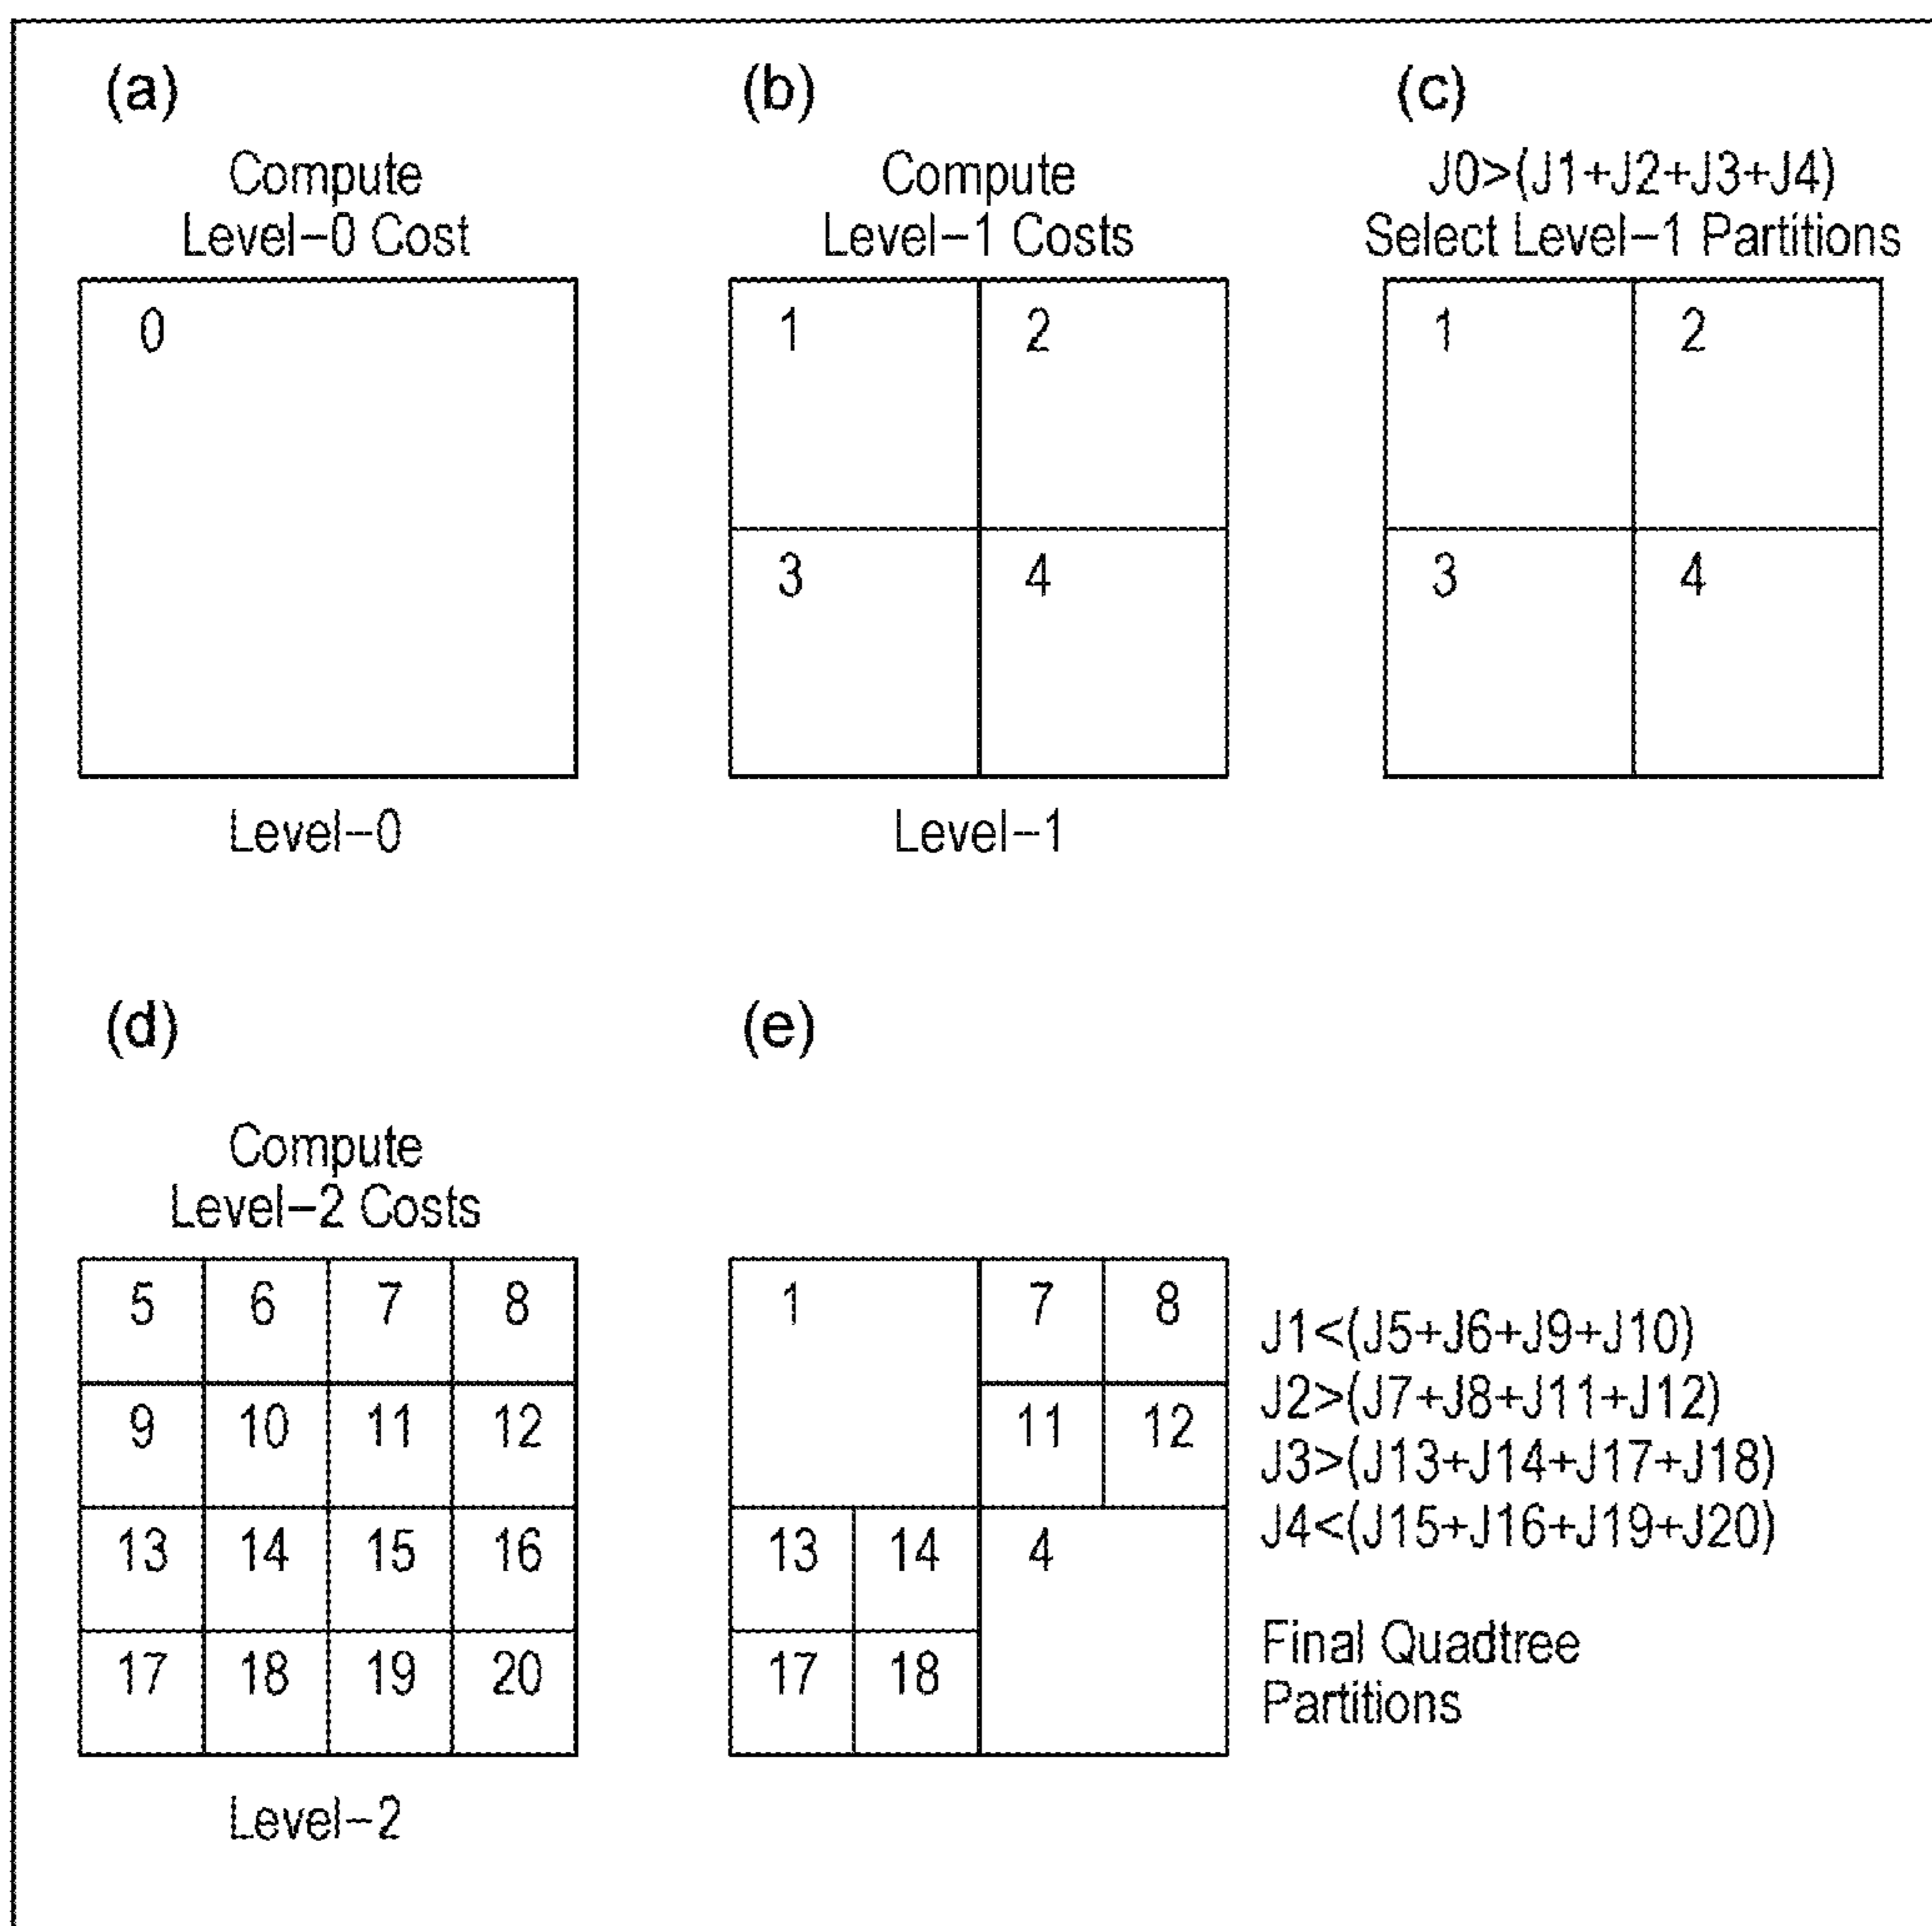 (a)
Compute
Level–0 Cost
0
Level–0
(b)
Compute
Level–1 Costs
1 2
3 4
Level–1
(c)
J0>(J1+J2+J3+J4)
Select Level–1 Partitions
1 2
3 4
(d)
Compute
Level–2 Costs
5 6 7 8
9 10 11 12
13 14 15 16
17 18 19 20
Level–2
(e)
1 7 8
11 12
13 14 4
17 18
J1<(J5+J6+J9+J10)
J2>(J7+J8+J11+J12)
J3>(J13+J14+J17+J18)
J4<(J15+J16+J19+J20)
Final Quadtree
Partitions